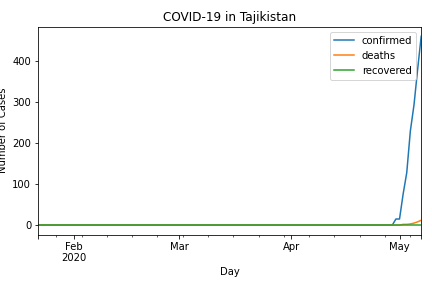 COVID-19 in Tajikistan
confirmed
deaths
recovered
400
300
200
100
0
Number of Cases
Feb
2020
Mar
Apr
May
Day